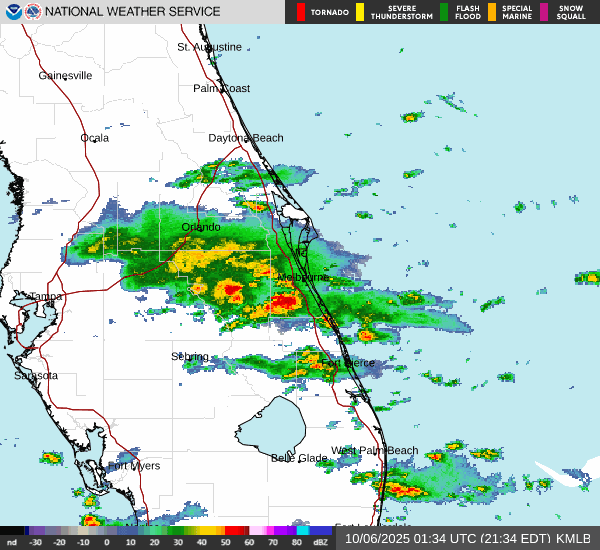 NATIONAL WEATHER SERVICE
TORNADO
SEVERE THUNDERSTORM
FLASH FLOOD
SPECIAL MARINE
SNOW SQUALL
St. Augustine
Gainesville
Palm Coast
Ocala
Daytona Beach
Orlando
Melbourne
Tampa
Sebring
Fort Pierce
Sarasota
West Palm Beach
Belle Glade
Fort Myers
nd -30 -20 -10 0 10 20 30 40 50 60 70 80 dBZ
10/06/2025 01:34 UTC (21:34 EDT) KMLB